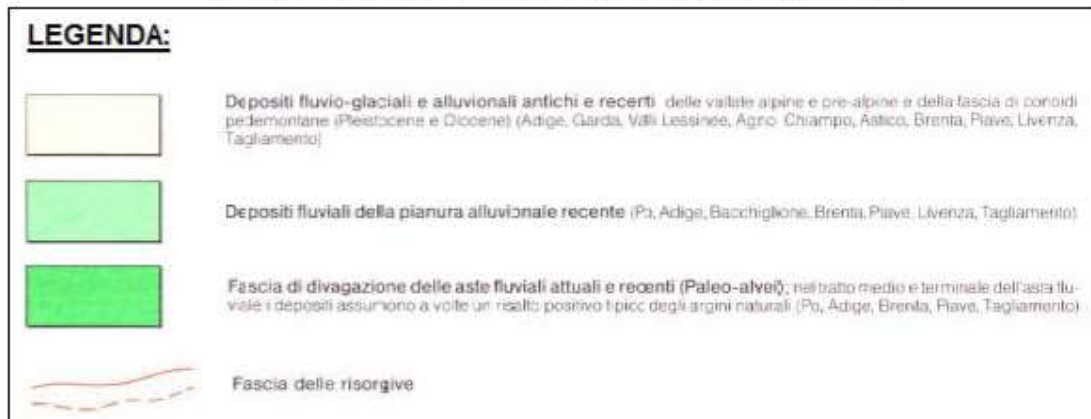 LEGENDA:
Depositi fluvio-glaciali e alluvionali antichi e recerti delle vallate alpine e pre-alpine e della fascia di conoidi
pedemontane (Pleistocene e Olocene) (Adige, Garda, Valli Lessinee, Agno Chiampo, Astico, Brenta, Piave, Livenza,
Tagliamento)
Depositi fluviali della pianura alluvionale recente (Po, Adige, Bacchiglione, Brenta, Piave, Livenza, Tagliamento)
Fascia di divagazione delle aste fluviali attuali e recenti (Paleo-alvei); nel tratto medio e terminale dell'asta flu-
viale i depositi assumono a volte un risalto positivo tipico degli argini naturali (Po, Adige, Brenta, Piave, Tagliamento)
Fascia delle risorgive